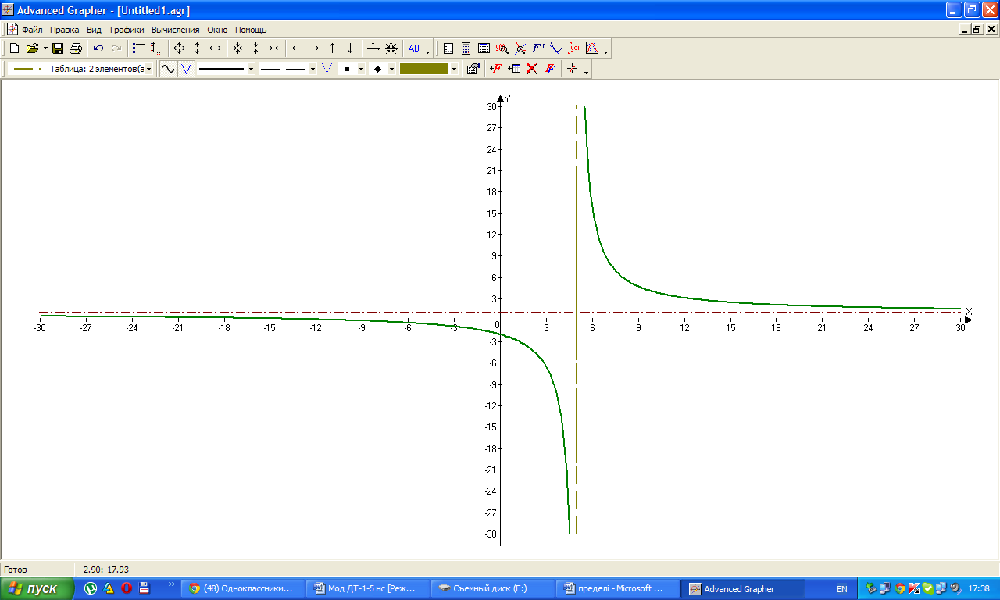 Advanced Grapher - [Untitled1.agr]
Файл Правка Вид Графики Вычисления Окно Помощь
AB F' ∫ydx
Таблица: 2 элементов(а +F F
Y
30
27
24
21
18
15
12
9
6
3
X
-30 -27 -24 -21 -18 -15 -12 -9 -6 -3 0 3 6 9 12 15 18 21 24 27 30
-3
-6
-9
-12
-15
-18
-21
-24
-27
-30
Готов -2.90:-17.93
пуск (48) Одноклассники... Мод ДТ-1-5 нс [Реж... Съемный диск (F:) пределі - Microsoft ... Advanced Grapher EN 17:38